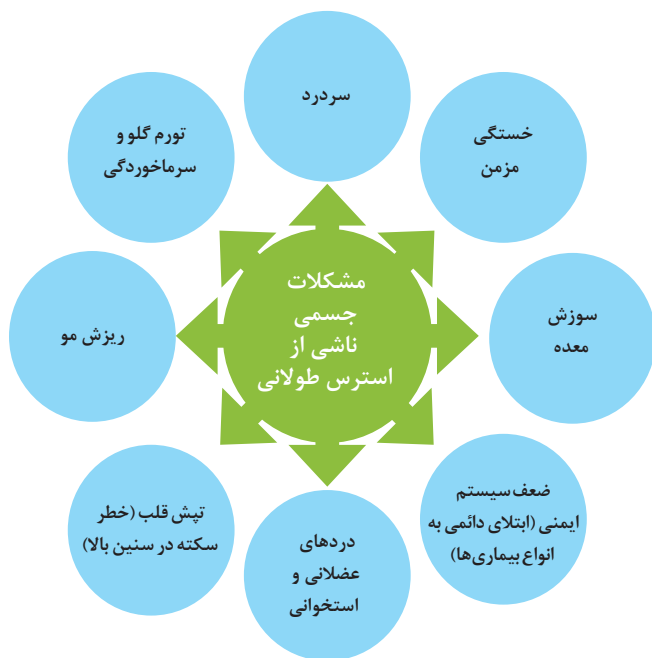 مشکلات
جسمی
ناشی از
استرس طولانی
سردرد
خستگی
مزمن
سوزش
معده
ضعف سیستم
ایمنی (ابتلای دائمی به
انواع بیماری‌ها)
دردهای
عضلانی و
استخوانی
تپش قلب (خطر
سکته در سنین بالا)
ریزش مو
تورم گلو و
سرماخوردگی